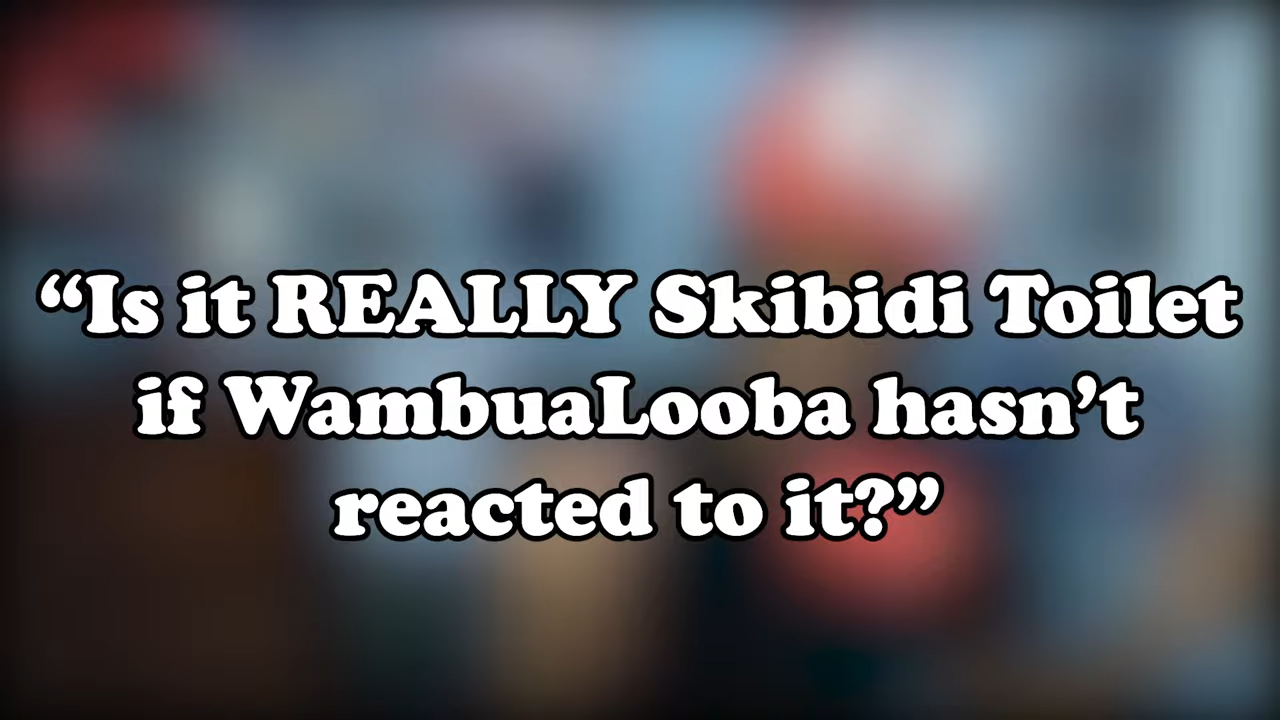 “Is it REALLY Skibidi Toilet
if WambuaLooba hasn’t
reacted to it?”